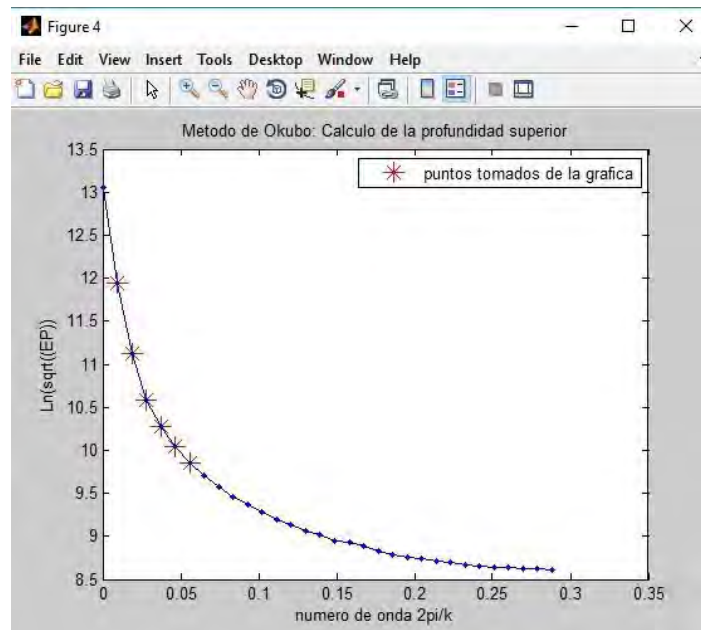 Figure 4
File Edit View Insert Tools Desktop Window Help
Metodo de Okubo: Calculo de la profundidad superior
puntos tomados de la grafica
Ln(sqrt((EP))
13.5
13
12.5
12
11.5
11
10.5
10
9.5
9
8.5
0 0.05 0.1 0.15 0.2 0.25 0.3 0.35
numero de onda 2pi/k